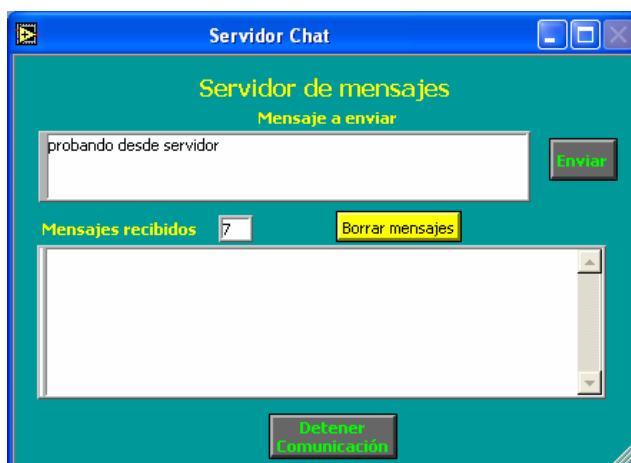 Servidor Chat
Servidor de mensajes
Mensaje a enviar
probando desde servidor
Enviar
Mensajes recibidos 7 Borrar mensajes
Detener
Comunicación